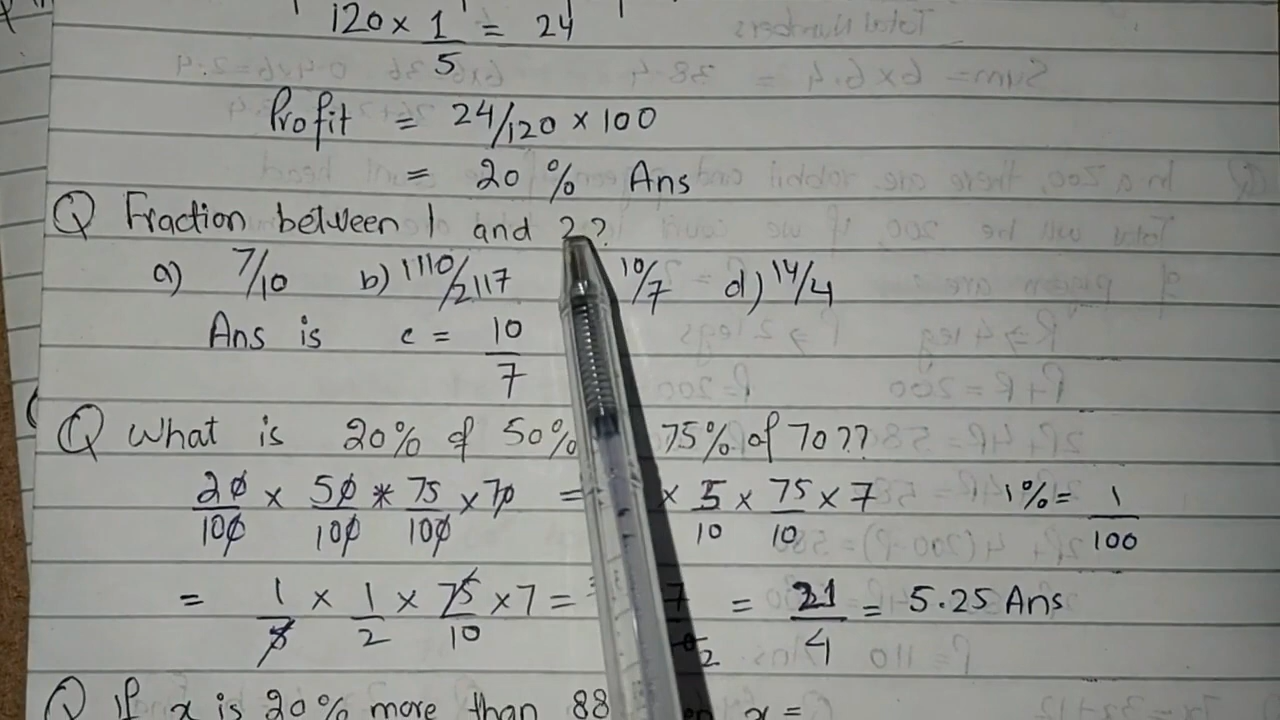 120 × 1/5 = 24
Profit = 24/120 × 100
= 20 % Ans
Q Fraction between 1 and 2?
a) 7/10 b) 1110/2117 10/7 d) 14/4
Ans is c = 10/7
Q What is 20% of 50% 75% of 70??
20/100 × 50/100 * 75/100 × 70 = × 5/10 × 75/10 × 7 1% = 1/100
= 1/5 × 1/2 × 75/10 × 7 = 7 = 21/4 = 5.25 Ans
Q If x is 20% more than 88 x =